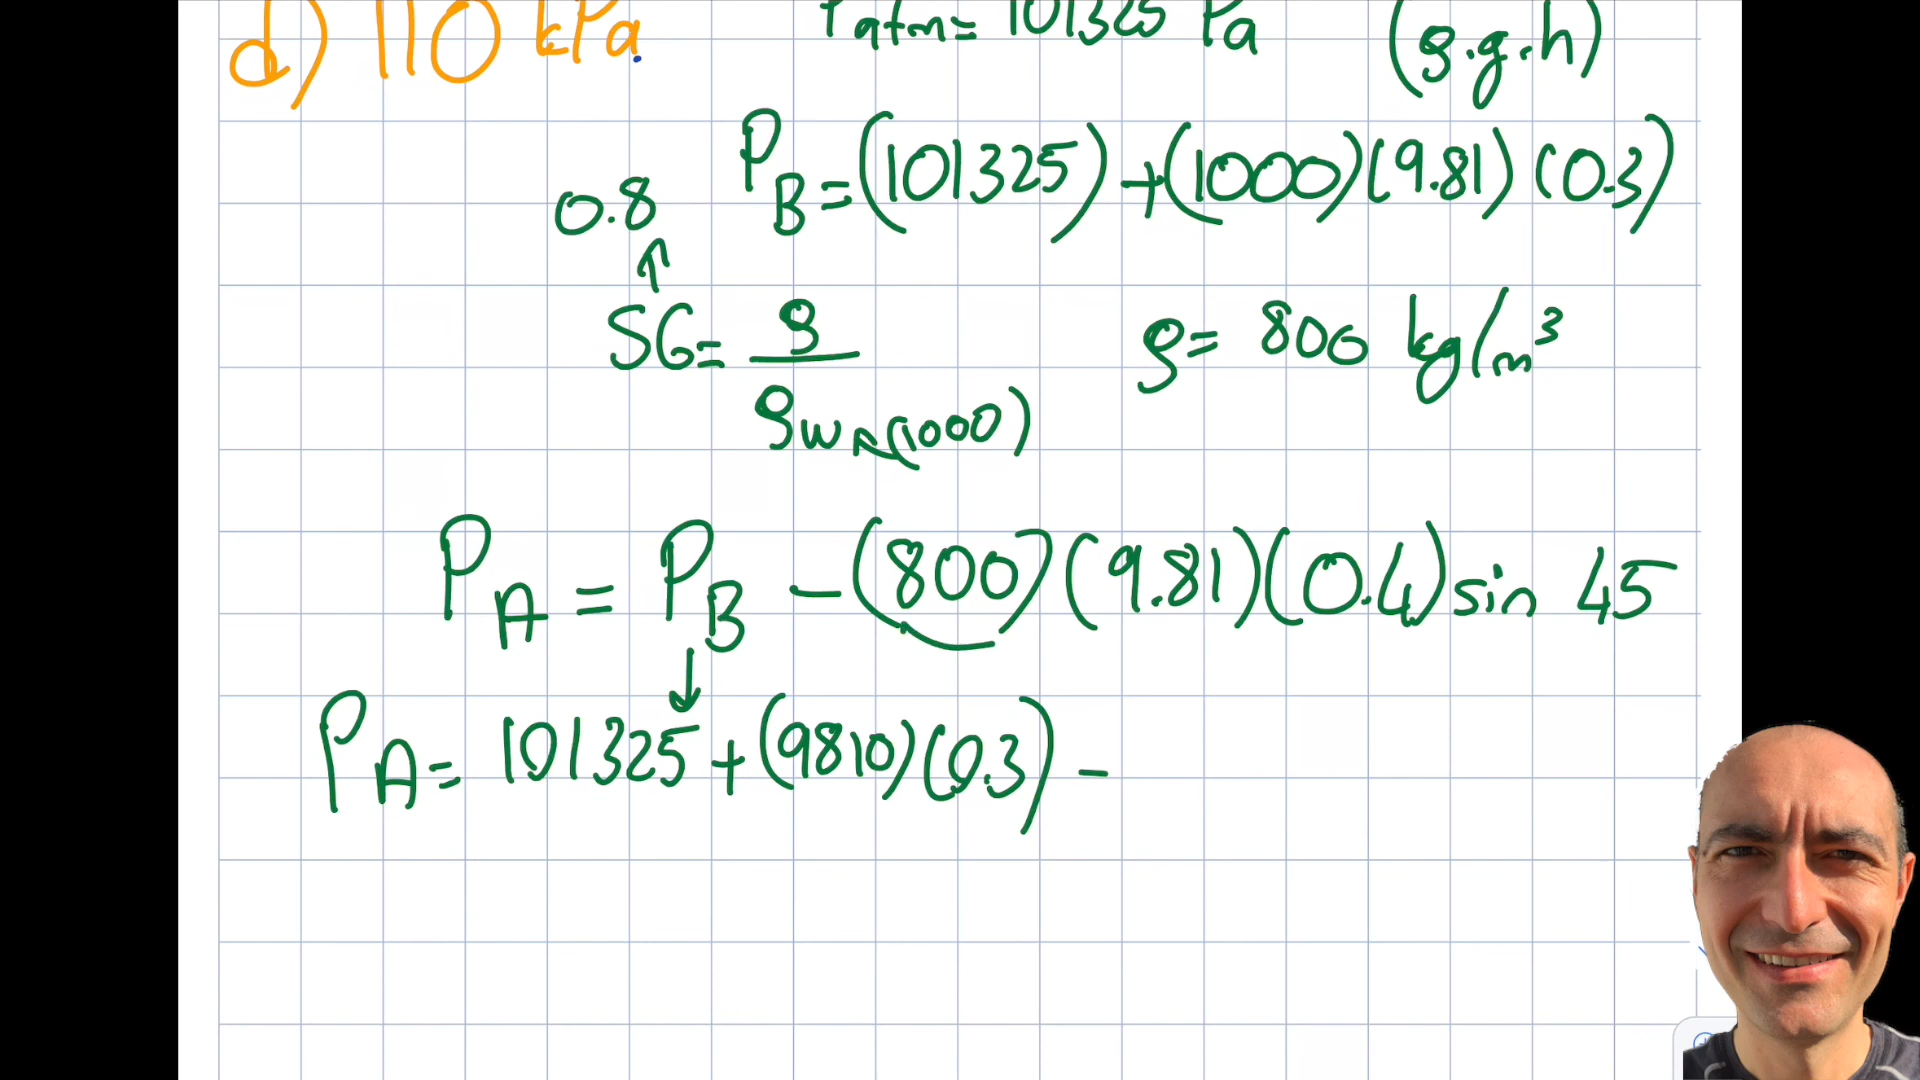 d) 110 kPa
Patm = 101325 Pa (ρ.g.h)
PB = (101325) + (1000)(9.81)(0.3)
0.8
↑
SG = ρ / ρwA(1000) ρ = 800 kg/m³
PA = PB − (800)(9.81)(0.4) sin 45
↓
PA = 101325 + (9810)(0.3) −